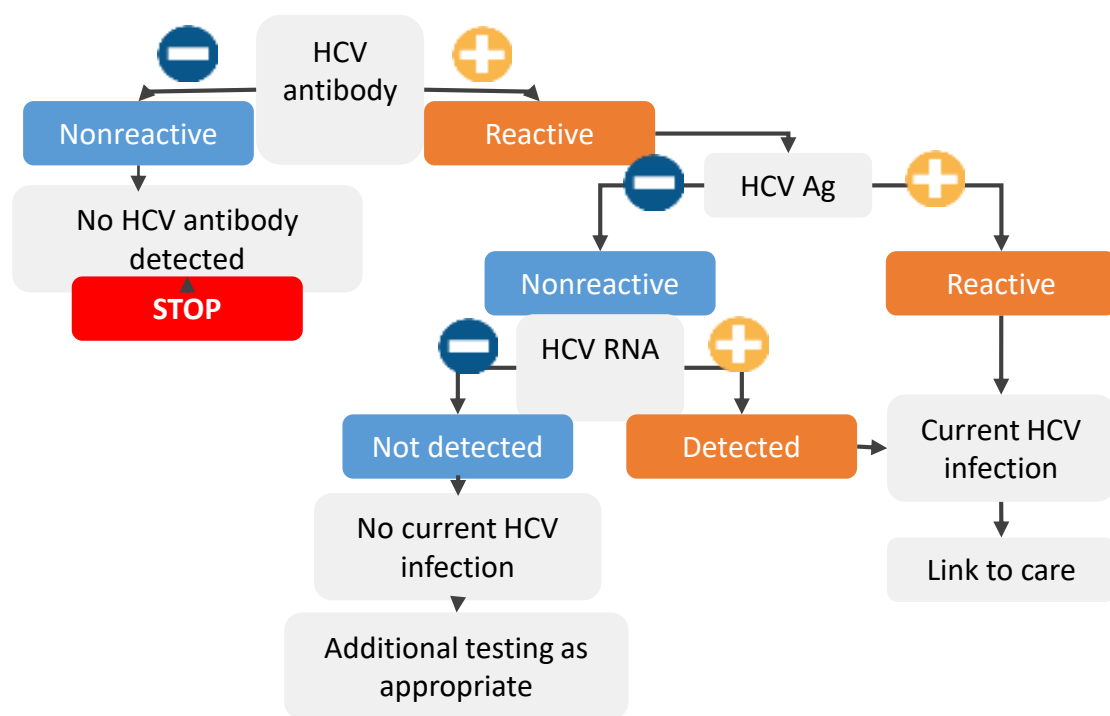 HCV
antibody
Nonreactive
Reactive
No HCV antibody
detected
STOP
HCV Ag
Nonreactive
Reactive
HCV RNA
Not detected
Detected
Current HCV
infection
No current HCV
infection
Link to care
Additional testing as
appropriate